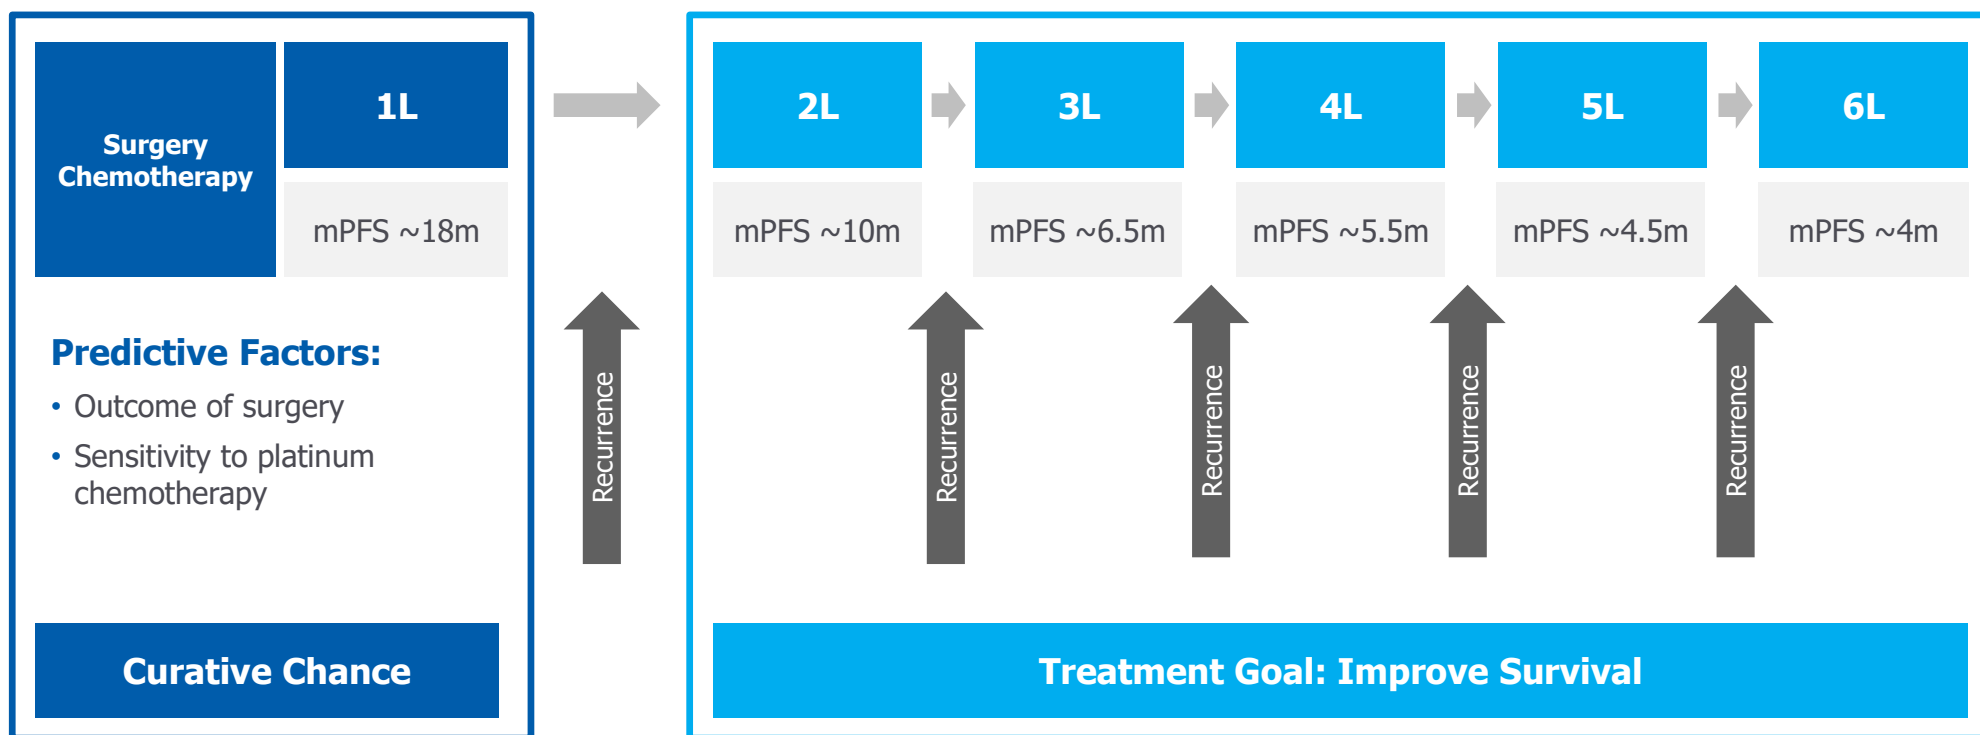 Surgery
Chemotherapy
1L
mPFS ~18m
2L
3L
4L
5L
6L
mPFS ~10m
mPFS ~6.5m
mPFS ~5.5m
mPFS ~4.5m
mPFS ~4m
Predictive Factors:
• Outcome of surgery
• Sensitivity to platinum
chemotherapy
Recurrence
Recurrence
Recurrence
Recurrence
Recurrence
Curative Chance
Treatment Goal: Improve Survival